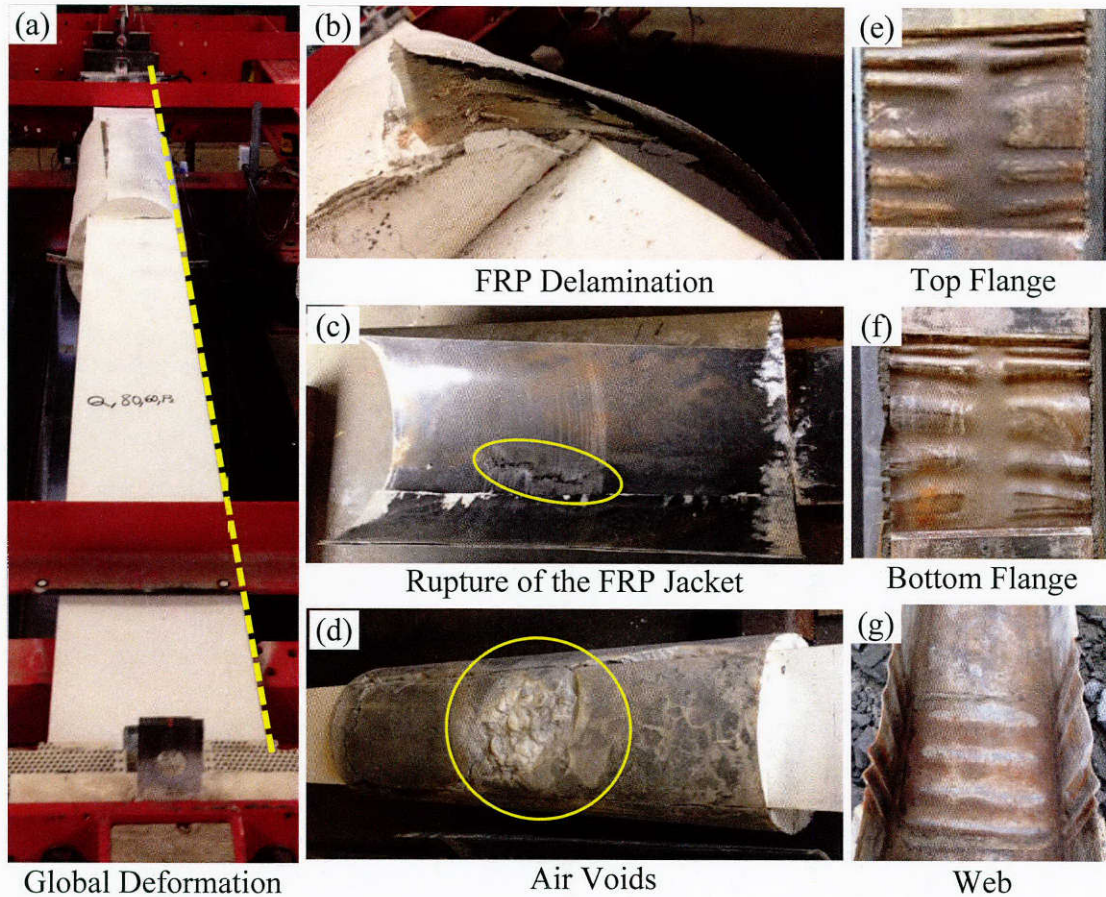 (a)
Global Deformation
(b)
FRP Delamination
(c)
Rupture of the FRP Jacket
(d)
Air Voids
(e)
Top Flange
(f)
Bottom Flange
(g)
Web